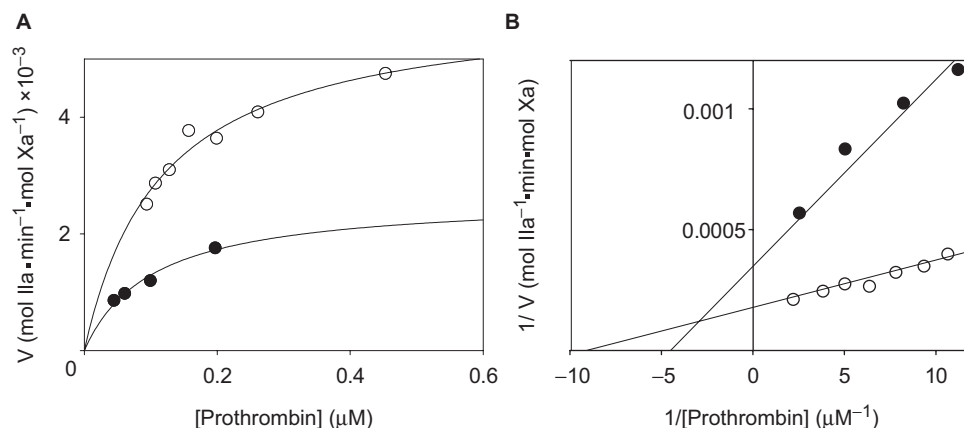 A
V (mol IIa▪min⁻¹▪mol Xa⁻¹) ×10⁻³
4
2
0
0
0.2
0.4
0.6
[Prothrombin] (μM)
B
1/ V (mol IIa⁻¹▪min▪mol Xa)
0.001
0.0005
−10
−5
0
5
10
1/[Prothrombin] (μM⁻¹)